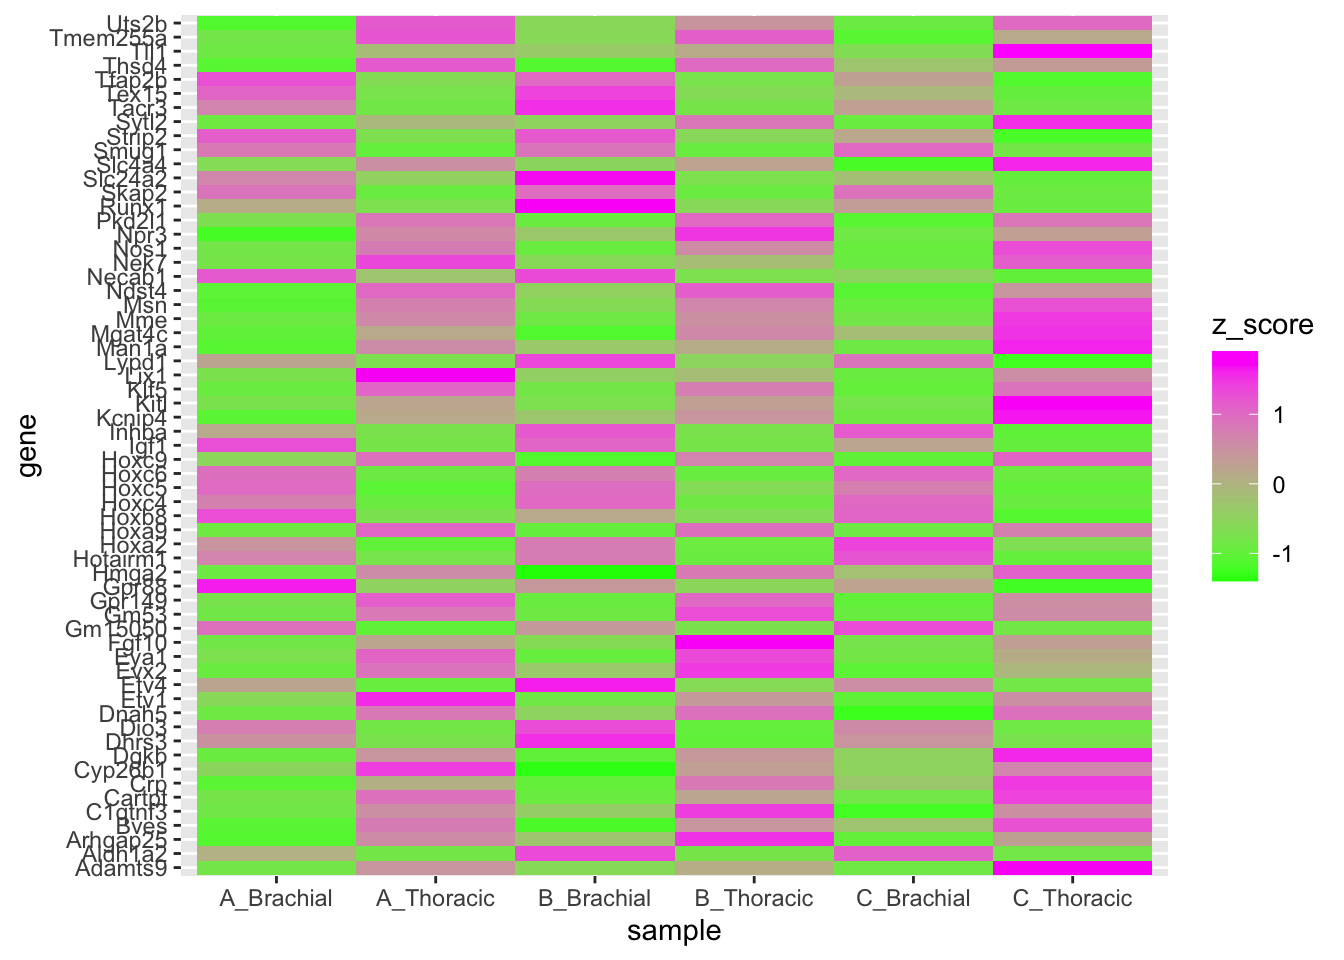 gene
Uts2b
Tmem255a
Tll1
Thsd4
Tfap2b
Tex15
Tacr3
Sytl2
Strip2
Smug1
Slc4a4
Slc24a2
Skap2
Runx1
Pkd2l1
Npr3
Nos1
Nek7
Necab1
Ndst4
Msn
Mme
Mgat4c
Man1a
Lypd1
Lix1
Klf5
Kitl
Kcnip4
Inhba
Igf1
Hoxc9
Hoxc6
Hoxc5
Hoxc4
Hoxb8
Hoxa9
Hoxa2
Hotairm1
Hmga2
Gpr88
Gpr149
Gm53
Gm15050
Fgf10
Eya1
Evx2
Etv4
Etv1
Dnah5
Dio3
Dhrs3
Dgkb
Cyp26b1
Crp
Cartpt
C1qtnf3
Bves
Arhgap25
Aldh1a2
Adamts9
A_Brachial A_Thoracic B_Brachial B_Thoracic C_Brachial C_Thoracic
sample
z_score
1
0
-1